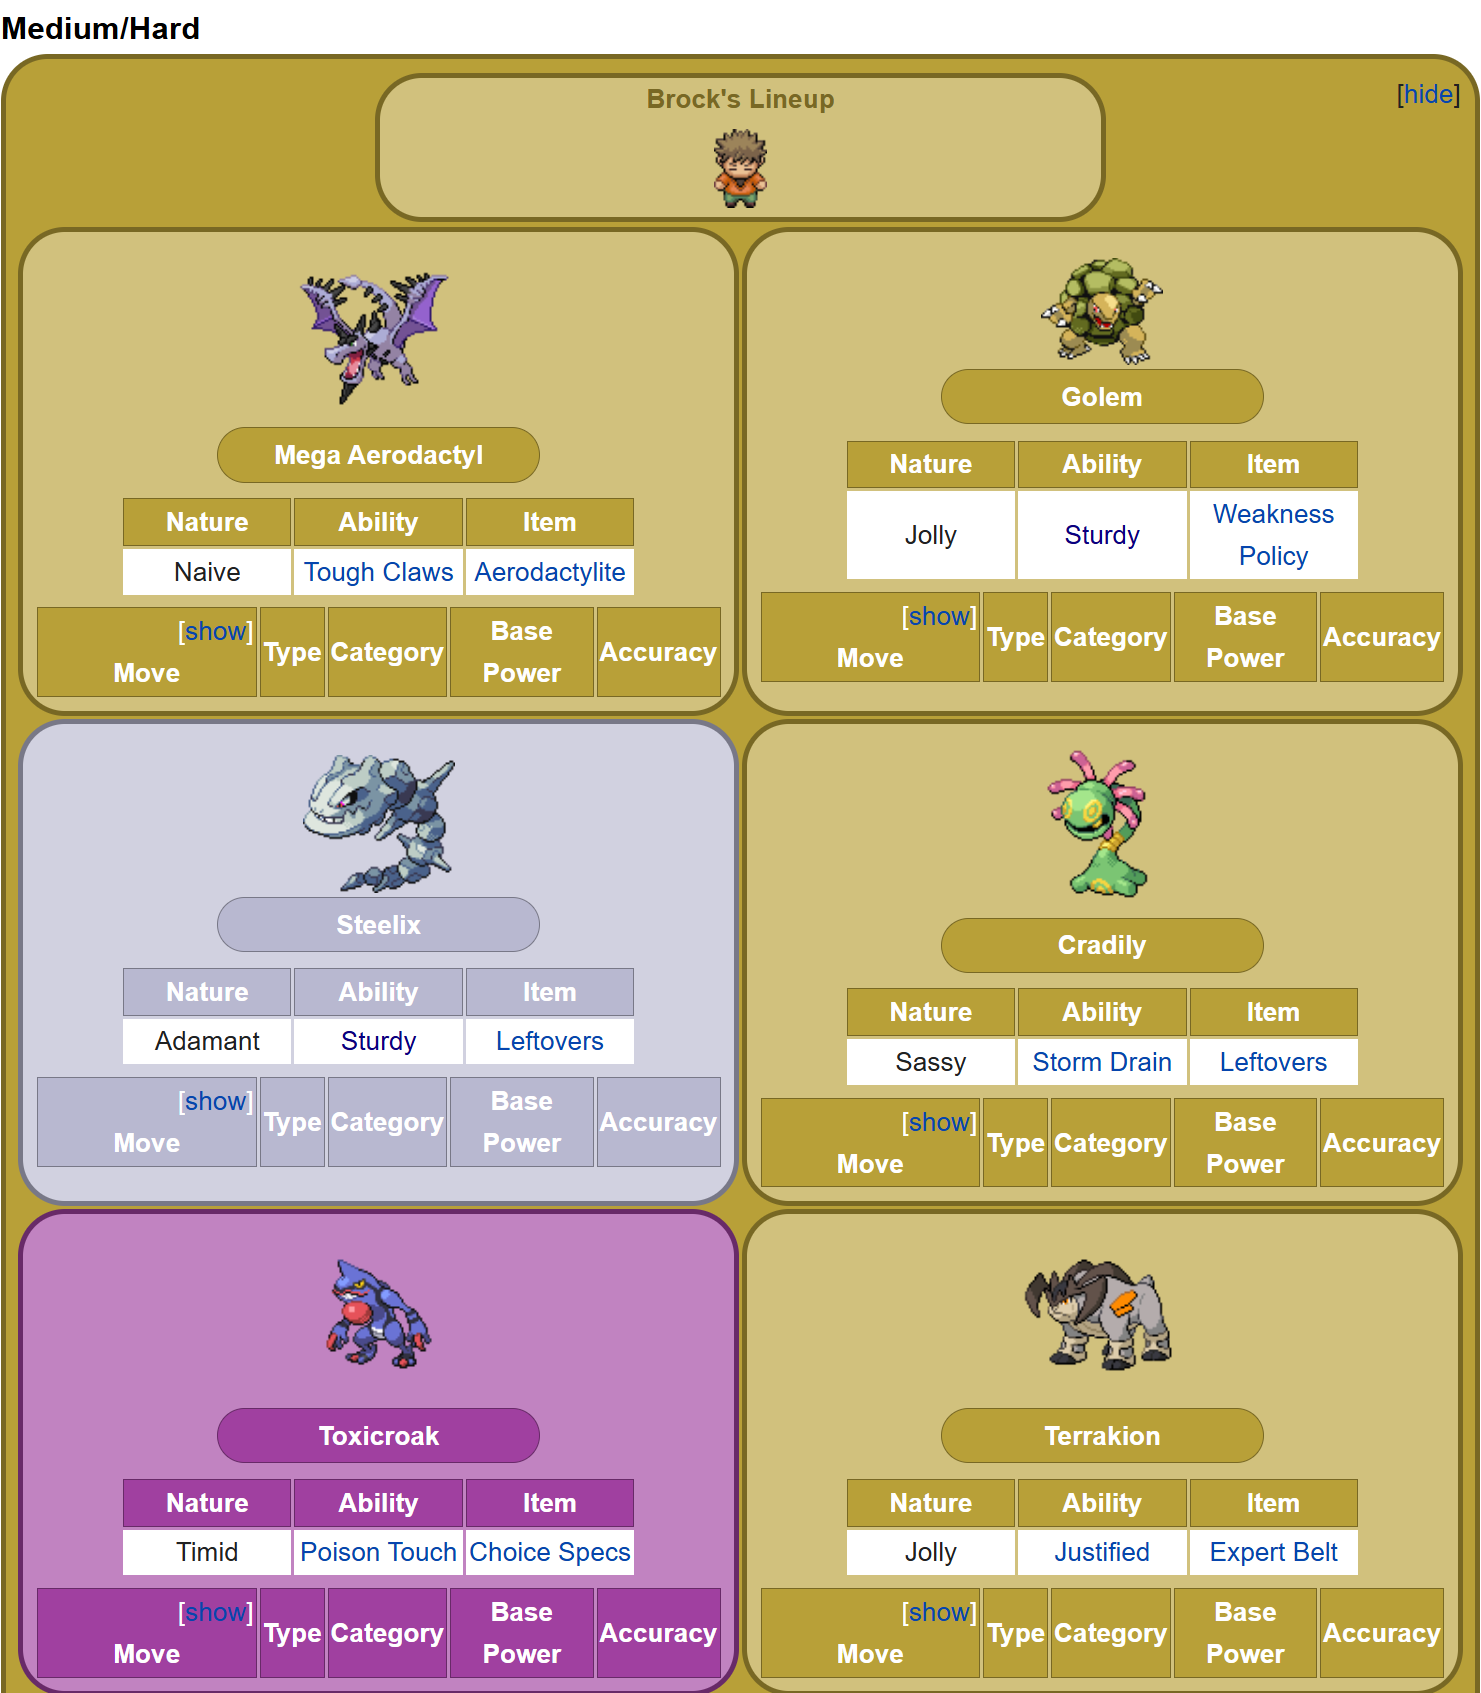 Medium/Hard
Brock's Lineup
[hide]
Mega Aerodactyl
Nature Ability Item
Naive Tough Claws Aerodactylite
[show]
Move Type Category Base Power Accuracy
Golem
Nature Ability Item
Jolly Sturdy Weakness Policy
[show]
Move Type Category Base Power Accuracy
Steelix
Nature Ability Item
Adamant Sturdy Leftovers
[show]
Move Type Category Base Power Accuracy
Cradily
Nature Ability Item
Sassy Storm Drain Leftovers
[show]
Move Type Category Base Power Accuracy
Toxicroak
Nature Ability Item
Timid Poison Touch Choice Specs
[show]
Move Type Category Base Power Accuracy
Terrakion
Nature Ability Item
Jolly Justified Expert Belt
[show]
Move Type Category Base Power Accuracy